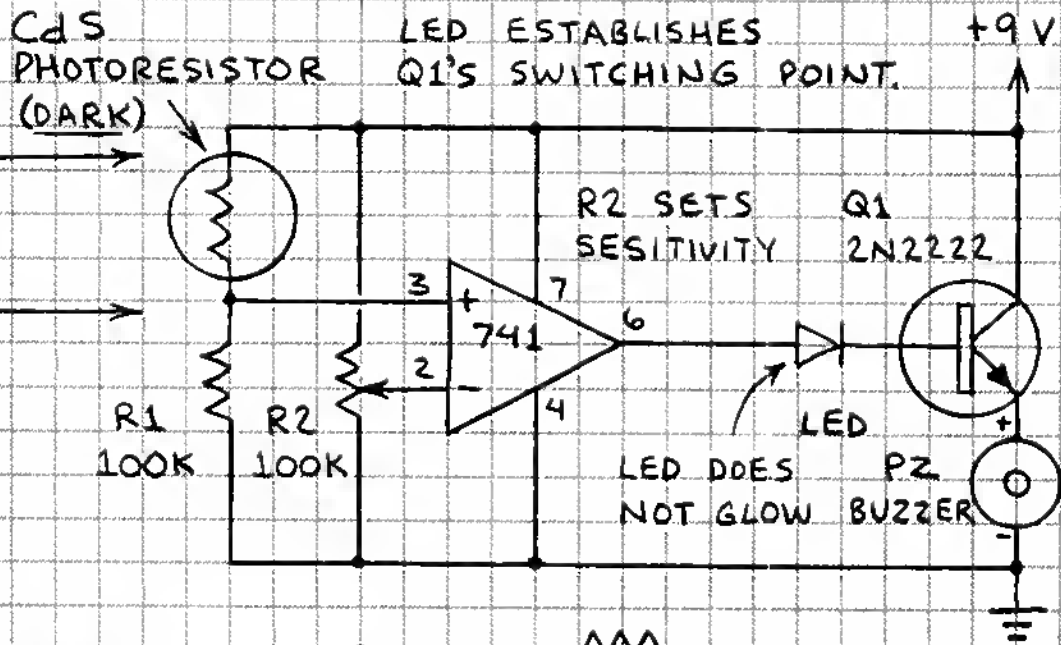 CdS
PHOTORESISTOR
(DARK)
LED ESTABLISHES
Q1'S SWITCHING POINT.
+9 V
R2 SETS
SESITIVITY
Q1
2N2222
3
+
7
741
6
2
-
4
R1
100K
R2
100K
LED
LED DOES
NOT GLOW
PZ
BUZZER
+
-